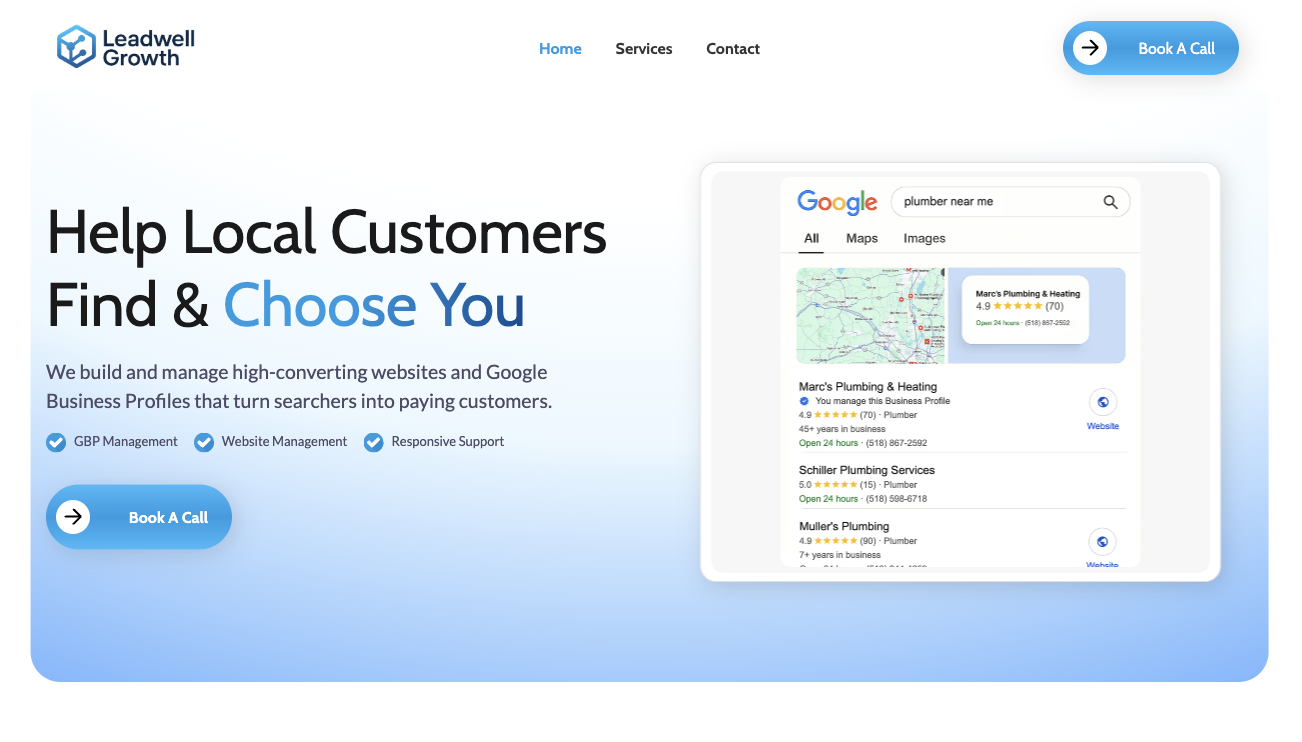 Leadwell
Growth
Home
Services
Contact
Book A Call
Help Local Customers
Find & Choose You
We build and manage high-converting websites and Google
Business Profiles that turn searchers into paying customers.
GBP Management
Website Management
Responsive Support
Book A Call
Google
plumber near me
All
Maps
Images
Marc's Plumbing & Heating
4.9 ★★★★★ (70)
Open 24 hours · (518) 867-2592
Marc's Plumbing & Heating
You manage this Business Profile
4.9 ★★★★★ (70) · Plumber
45+ years in business
Open 24 hours · (518) 867-2592
Website
Schiller Plumbing Services
5.0 ★★★★★ (15) · Plumber
Open 24 hours · (518) 598-6718
Muller's Plumbing
4.9 ★★★★★ (90) · Plumber
7+ years in business
Website